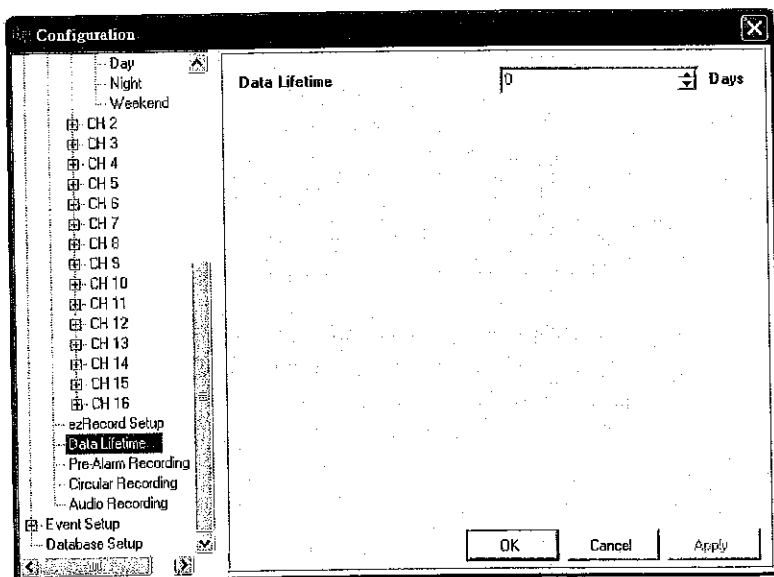 Configuration
Day
Night
Weekend
CH 2
CH 3
CH 4
CH 5
CH 6
CH 7
CH 8
CH 9
CH 10
CH 11
CH 12
CH 13
CH 14
CH 15
CH 16
ezRecord Setup
Data Lifetime
Pre-Alarm Recording
Circular Recording
Audio Recording
Event Setup
Database Setup
Data Lifetime 0 Days
OK Cancel Apply